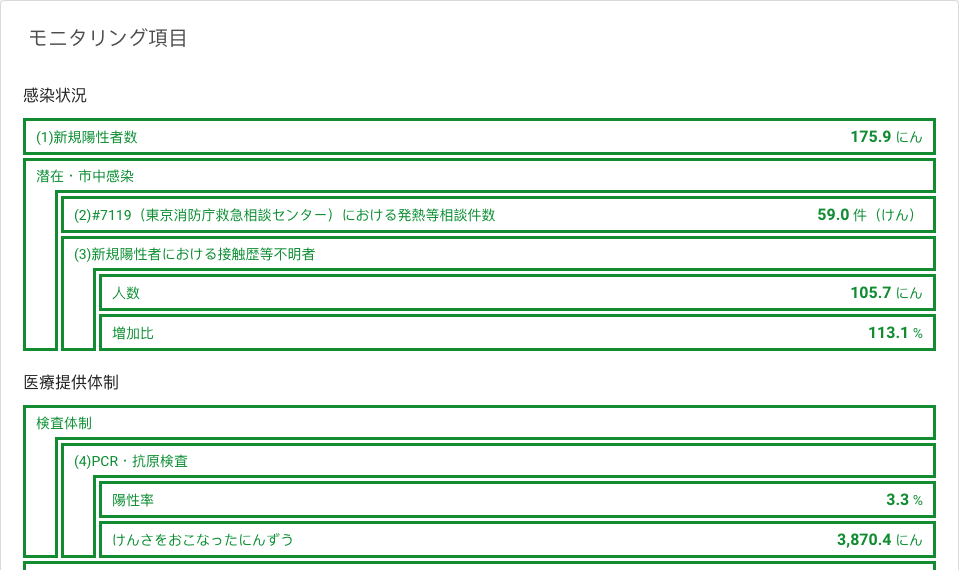 モニタリング項目
感染状況
(1)新規陽性者数 175.9 にん
潜在・市中感染
(2)#7119（東京消防庁救急相談センター）における発熱等相談件数 59.0 件（けん）
(3)新規陽性者における接触歴等不明者
人数 105.7 にん
増加比 113.1 %
医療提供体制
検査体制
(4)PCR・抗原検査
陽性率 3.3 %
けんさをおこなったにんずう 3,870.4 にん